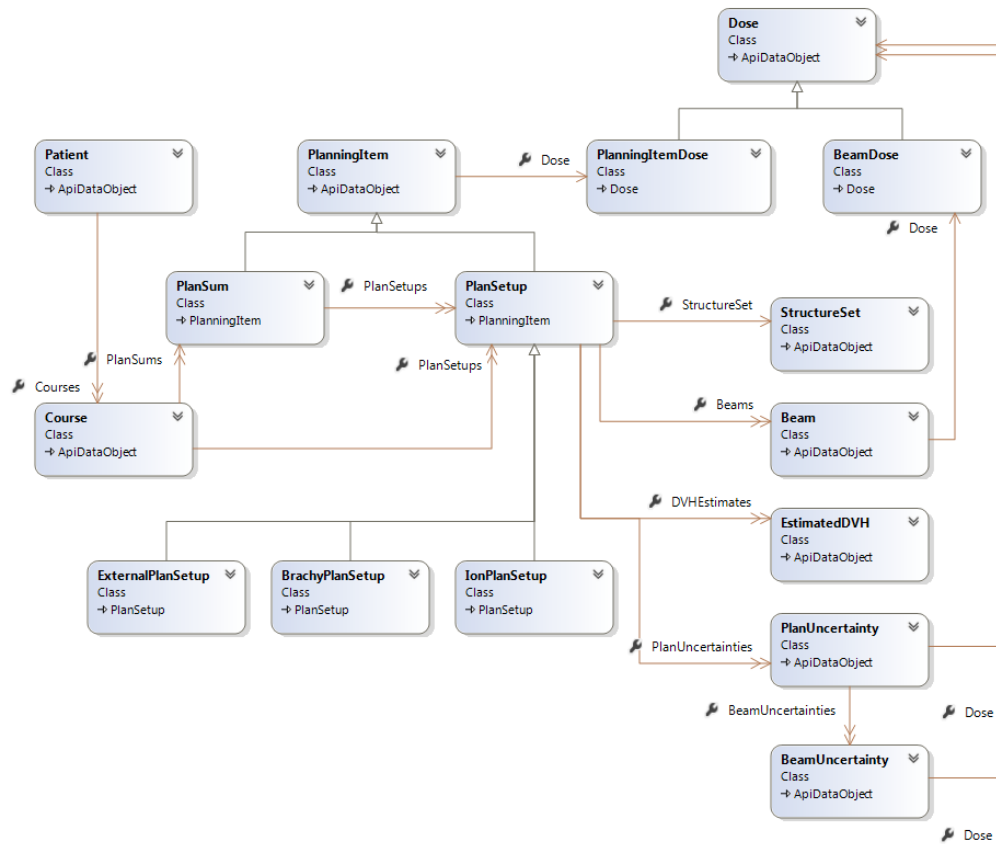 Dose
Class
ApiDataObject
Patient
Class
ApiDataObject
PlanningItem
Class
ApiDataObject
Dose
PlanningItemDose
Class
Dose
BeamDose
Class
Dose
Dose
PlanSum
Class
PlanningItem
PlanSetups
PlanSetup
Class
PlanningItem
StructureSet
StructureSet
Class
ApiDataObject
PlanSums
PlanSetups
Courses
Course
Class
ApiDataObject
Beams
Beam
Class
ApiDataObject
DVHEstimates
EstimatedDVH
Class
ApiDataObject
ExternalPlanSetup
Class
PlanSetup
BrachyPlanSetup
Class
PlanSetup
IonPlanSetup
Class
PlanSetup
PlanUncertainties
PlanUncertainty
Class
ApiDataObject
BeamUncertainties
Dose
BeamUncertainty
Class
ApiDataObject
Dose